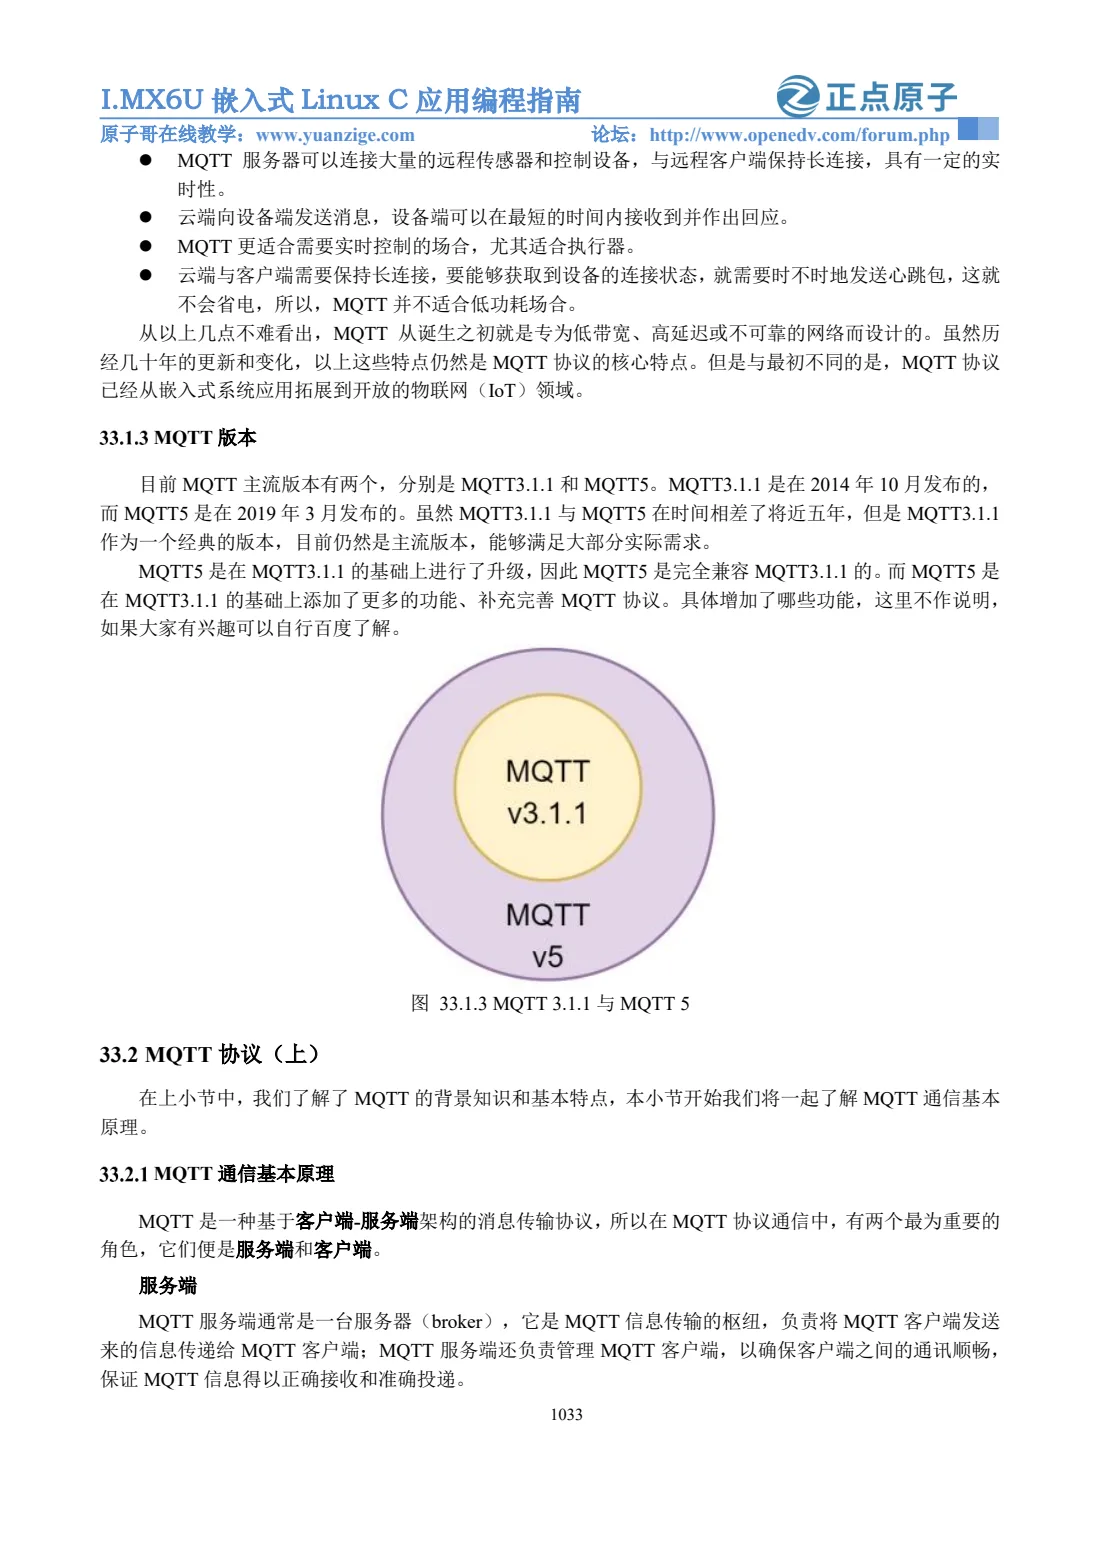 I.MX6U 嵌入式 Linux C 应用编程指南
正点原子
原子哥在线教学：www.yuanzige.com 论坛：http://www.openedv.com/forum.php
● MQTT 服务器可以连接大量的远程传感器和控制设备，与远程客户端保持长连接，具有一定的实
时性。
● 云端向设备端发送消息，设备端可以在最短的时间内接收到并作出回应。
● MQTT 更适合需要实时控制的场合，尤其适合执行器。
● 云端与客户端需要保持长连接，要能够获取到设备的连接状态，就需要时不时地发送心跳包，这就
不会省电，所以，MQTT 并不适合低功耗场合。
从以上几点不难看出，MQTT 从诞生之初就是专为低带宽、高延迟或不可靠的网络而设计的。虽然历
经几十年的更新和变化，以上这些特点仍然是 MQTT 协议的核心特点。但是与最初不同的是，MQTT 协议
已经从嵌入式系统应用拓展到开放的物联网（IoT）领域。
33.1.3 MQTT 版本
目前 MQTT 主流版本有两个，分别是 MQTT3.1.1 和 MQTT5。MQTT3.1.1 是在 2014 年 10 月发布的，
而 MQTT5 是在 2019 年 3 月发布的。虽然 MQTT3.1.1 与 MQTT5 在时间相差了将近五年，但是 MQTT3.1.1
作为一个经典的版本，目前仍然是主流版本，能够满足大部分实际需求。
MQTT5 是在 MQTT3.1.1 的基础上进行了升级，因此 MQTT5 是完全兼容 MQTT3.1.1 的。而 MQTT5 是
在 MQTT3.1.1 的基础上添加了更多的功能、补充完善 MQTT 协议。具体增加了哪些功能，这里不作说明，
如果大家有兴趣可以自行百度了解。
MQTT
v3.1.1
MQTT
v5
图 33.1.3 MQTT 3.1.1 与 MQTT 5
33.2 MQTT 协议（上）
在上小节中，我们了解了 MQTT 的背景知识和基本特点，本小节开始我们将一起了解 MQTT 通信基本
原理。
33.2.1 MQTT 通信基本原理
MQTT 是一种基于客户端-服务端架构的消息传输协议，所以在 MQTT 协议通信中，有两个最为重要的
角色，它们便是服务端和客户端。
服务端
MQTT 服务端通常是一台服务器（broker），它是 MQTT 信息传输的枢纽，负责将 MQTT 客户端发送
来的信息传递给 MQTT 客户端；MQTT 服务端还负责管理 MQTT 客户端，以确保客户端之间的通讯顺畅，
保证 MQTT 信息得以正确接收和准确投递。
1033